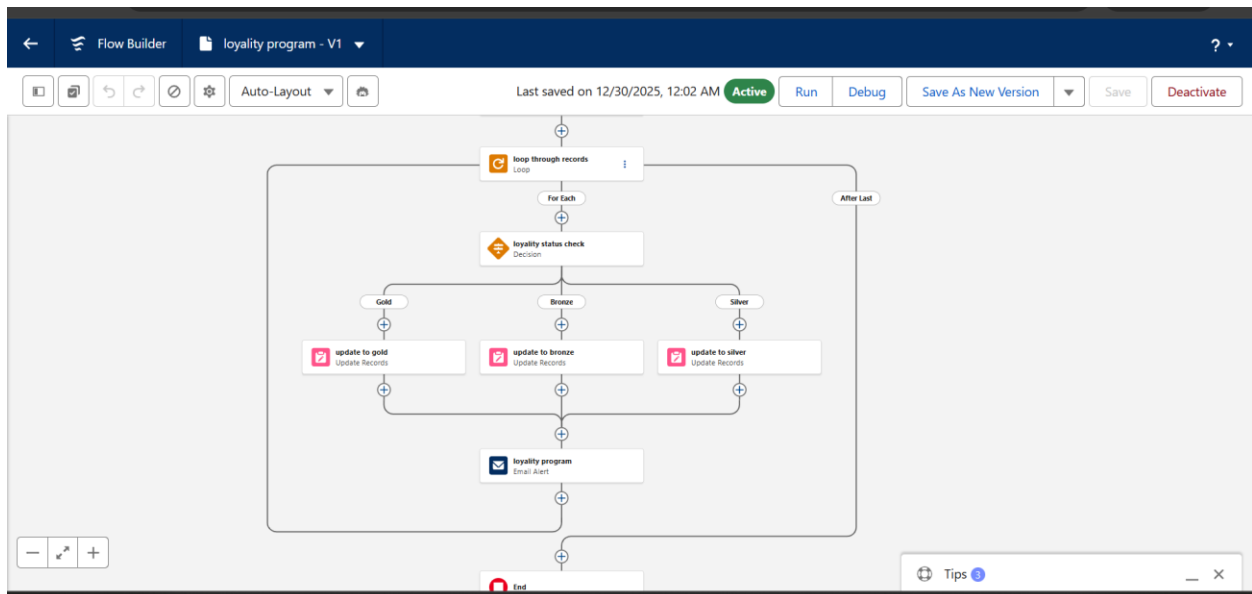 Flow Builder
loyality program - V1
?
Auto-Layout
Last saved on 12/30/2025, 12:02 AM
Active
Run
Debug
Save As New Version
Save
Deactivate
loop through records
Loop
For Each
After Last
loyality status check
Decision
Gold
Bronze
Silver
update to gold
Update Records
update to bronze
Update Records
update to silver
Update Records
loyality program
Email Alert
End
Tips 3